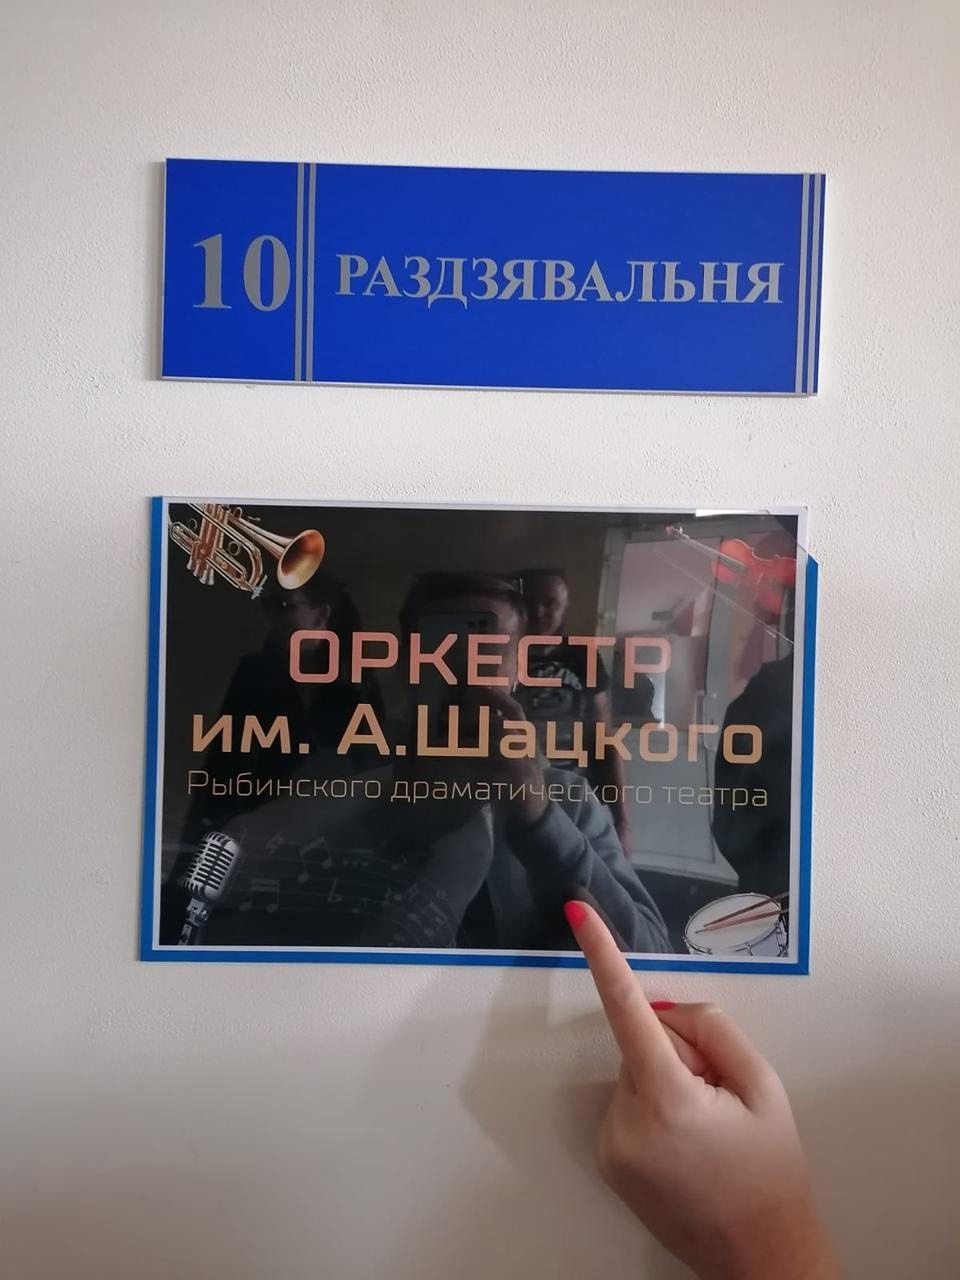 10 РАЗДЗЯВАЛЬНЯ
ОРКЕСТР
им. А.Шацкого
Рыбинского драматического театра